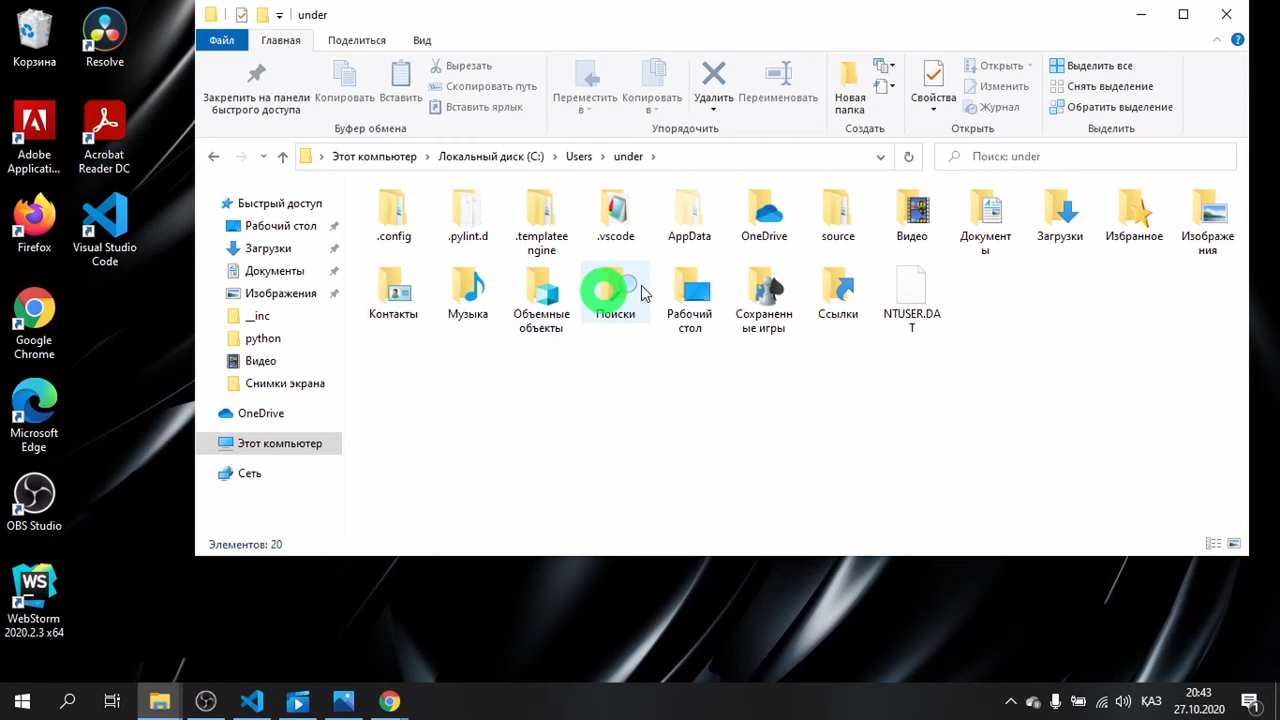 Корзина
Resolve
Adobe
Applicati...
Acrobat
Reader DC
Firefox
Visual Studio
Code
Google
Chrome
Microsoft
Edge
OBS Studio
WS
WebStorm
2020.2.3 x64
under
Файл
Главная
Поделиться
Вид
Закрепить на панели
быстрого доступа
Копировать
Вставить
Вырезать
Скопировать путь
Вставить ярлык
Буфер обмена
Переместить
в
Копировать
в
Удалить
Переименовать
Упорядочить
Новая
папка
Создать
Свойства
Открыть
Изменить
Журнал
Открыть
Выделить все
Снять выделение
Обратить выделение
Выделить
Этот компьютер
Локальный диск (C:)
Users
under
Поиск: under
Быстрый доступ
Рабочий стол
Загрузки
Документы
Изображения
__inc
python
Видео
Снимки экрана
OneDrive
Этот компьютер
Сеть
.config
.pylint.d
.templatee
ngine
.vscode
AppData
OneDrive
source
Видео
Документ
ы
Загрузки
Избранное
Изображе
ния
Контакты
Музыка
Объемные
объекты
Поиски
Рабочий
стол
Сохраненн
ые игры
Ссылки
NTUSER.DA
T
Элементов: 20
ҚАЗ
20:43
27.10.2020
1